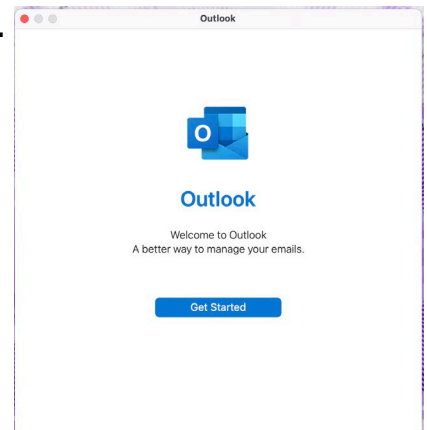 Outlook
O
Outlook
Welcome to Outlook
A better way to manage your emails.
Get Started